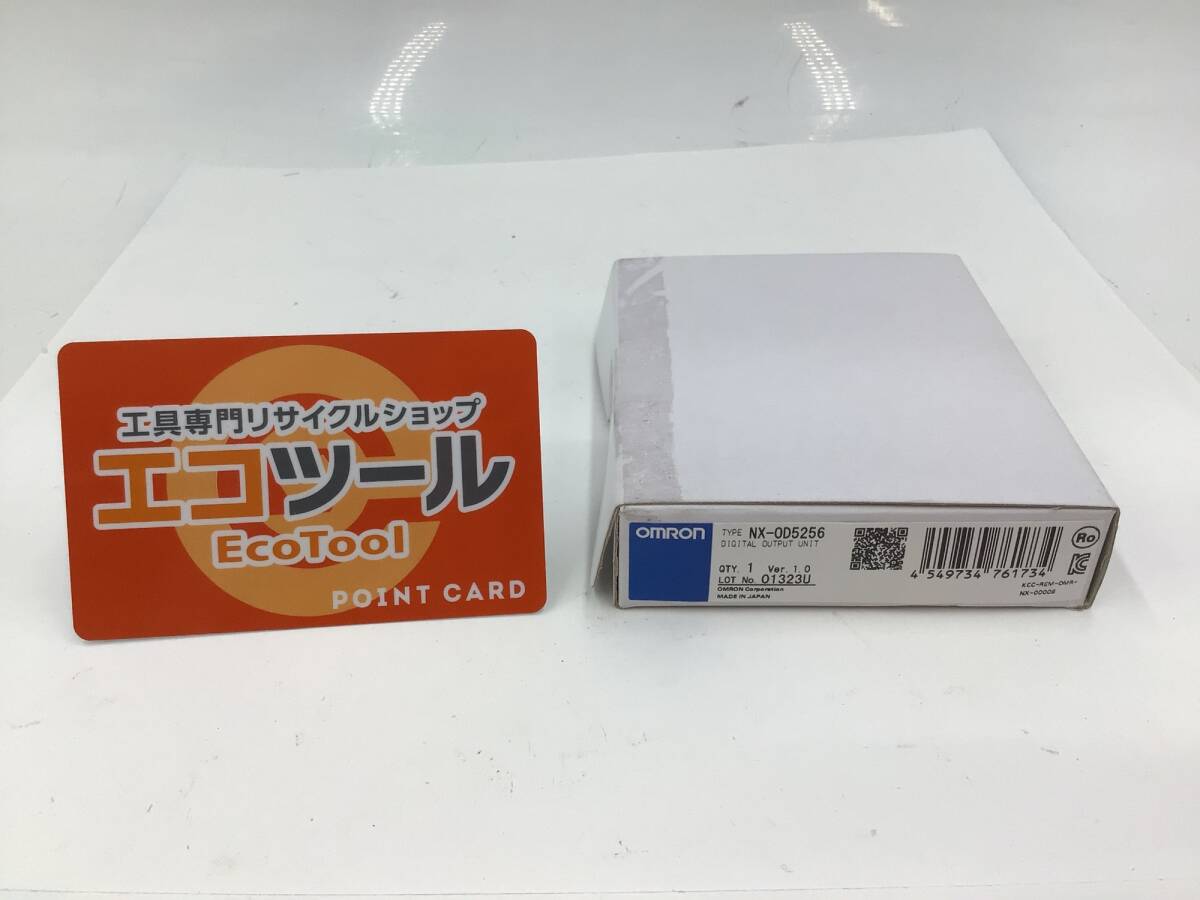 工具専門リサイクルショップ
エコツール
EcoTool
POINT CARD
OMRON
TYPE NX-OD5256
DIGITAL OUTPUT UNIT
QTY. 1 Ver. 1.0
LOT No. 01323U
OMRON Corporation
MADE IN JAPAN
4 549734 761734
Ro
KCC-REM-OMR-